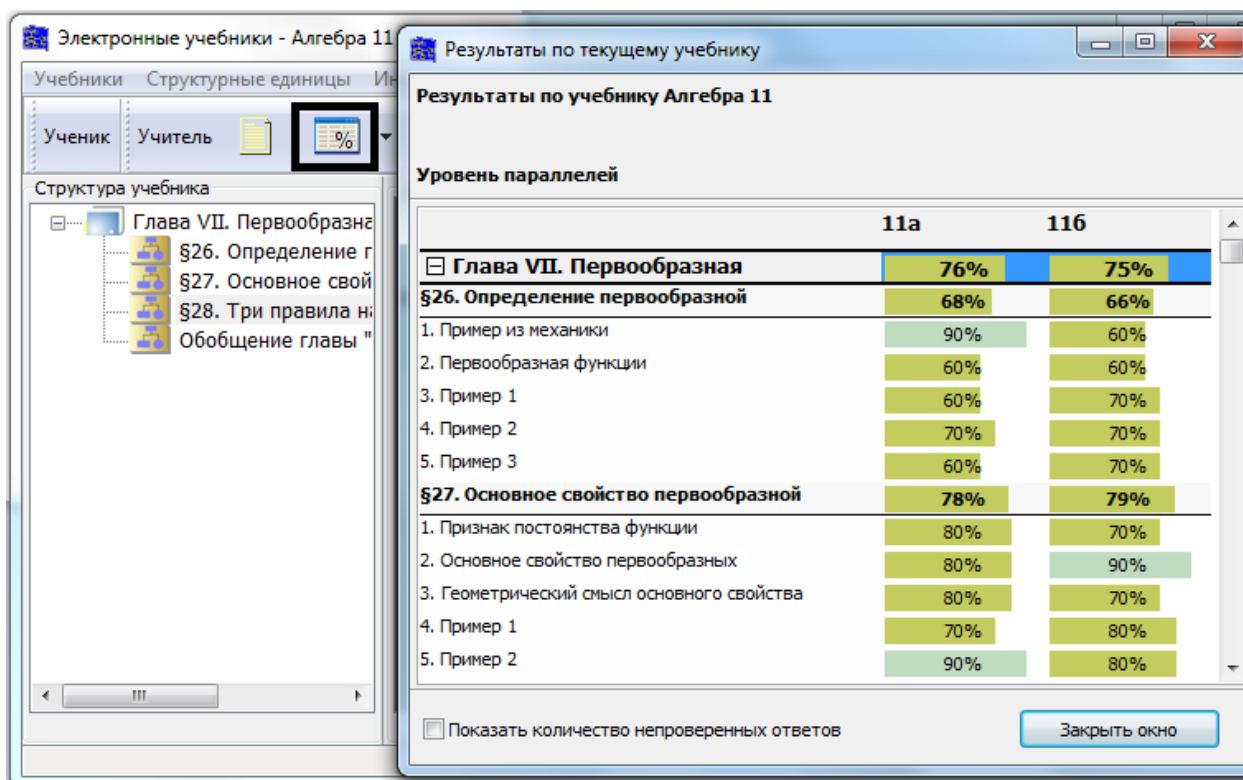 Электронные учебники - Алгебра 11
Учебники Структурные единицы Ин
Ученик Учитель %
Структура учебника
Глава VII. Первообразна
§26. Определение п
§27. Основное свой
§28. Три правила на
Обобщение главы "
Результаты по текущему учебнику
Результаты по учебнику Алгебра 11
Уровень параллелей
11а 11б
Глава VII. Первообразная 76% 75%
§26. Определение первообразной 68% 66%
1. Пример из механики 90% 60%
2. Первообразная функции 60% 60%
3. Пример 1 60% 70%
4. Пример 2 70% 70%
5. Пример 3 60% 70%
§27. Основное свойство первообразной 78% 79%
1. Признак постоянства функции 80% 70%
2. Основное свойство первообразных 80% 90%
3. Геометрический смысл основного свойства 80% 70%
4. Пример 1 70% 80%
5. Пример 2 90% 80%
Показать количество непроверенных ответов Закрыть окно